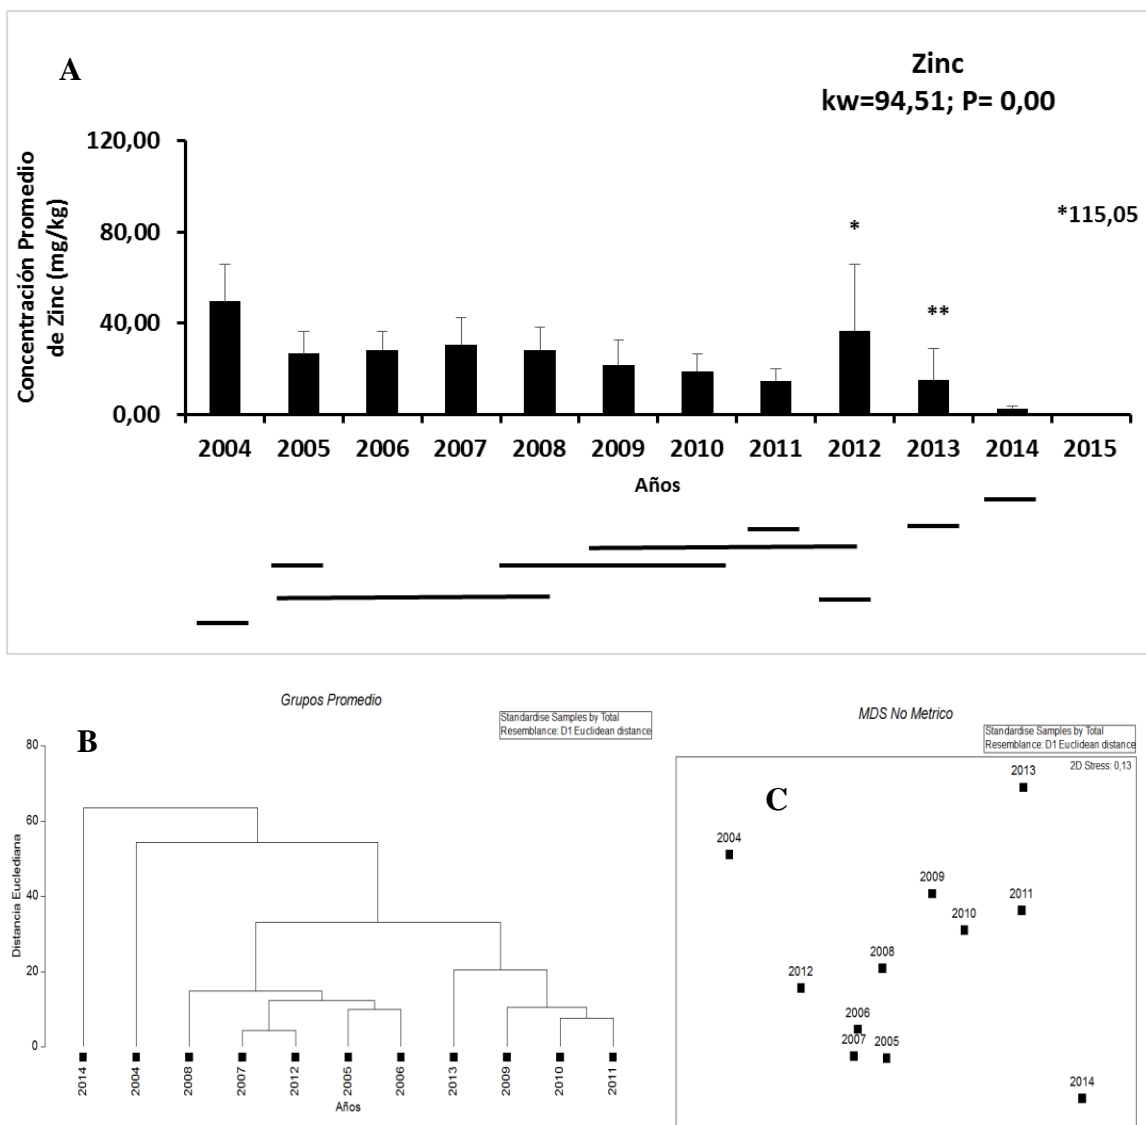 A
Zinc
kw=94,51; P= 0,00
Concentración Promedio
de Zinc (mg/kg)
120,00
80,00
40,00
0,00
*115,05
*
**
2004 2005 2006 2007 2008 2009 2010 2011 2012 2013 2014 2015
Años
Grupos Promedio
Standardise Samples by Total
Resemblance: D1 Euclidean distance
B
Distancia Euclediana
80
60
40
20
0
2014 2004 2008 2007 2012 2005 2006 2013 2009 2010 2011
Años
MDS No Metrico
Standardise Samples by Total
Resemblance: D1 Euclidean distance
2D Stress: 0,13
C
2013
2004
2009
2011
2010
2008
2012
2006
2007
2005
2014